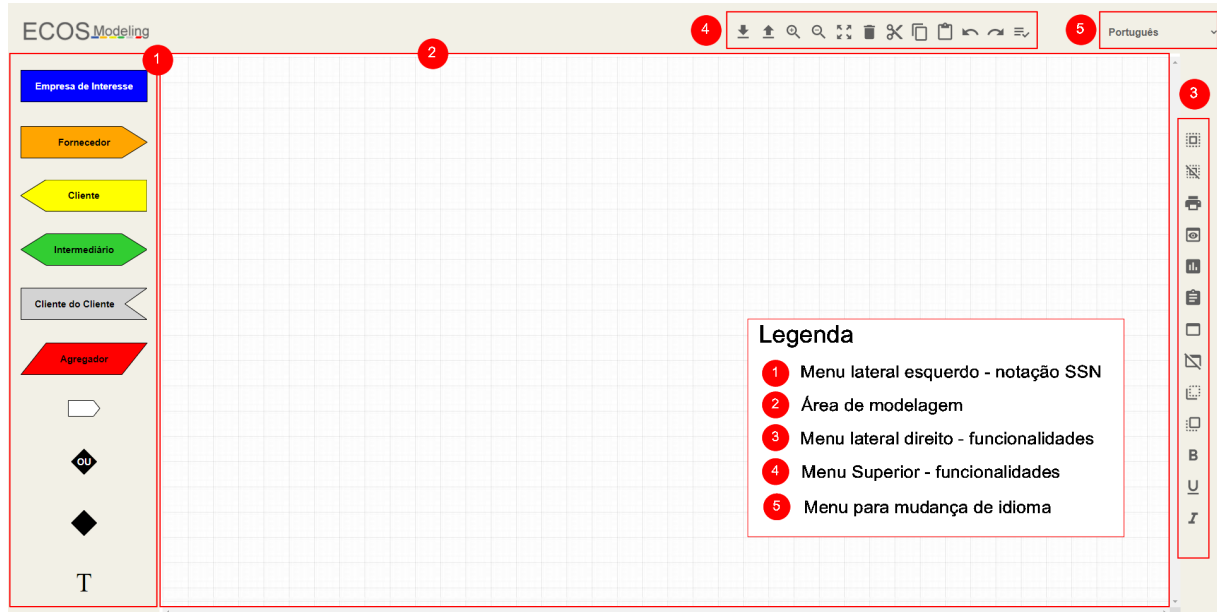 ECOS Modeling
4
5
Português
1
2
Empresa de Interesse
3
Fornecedor
Cliente
Intermediário
Cliente do Cliente
Agregador
OU
T
B
U
I
Legenda
1 Menu lateral esquerdo - notação SSN
2 Área de modelagem
3 Menu lateral direito - funcionalidades
4 Menu Superior - funcionalidades
5 Menu para mudança de idioma